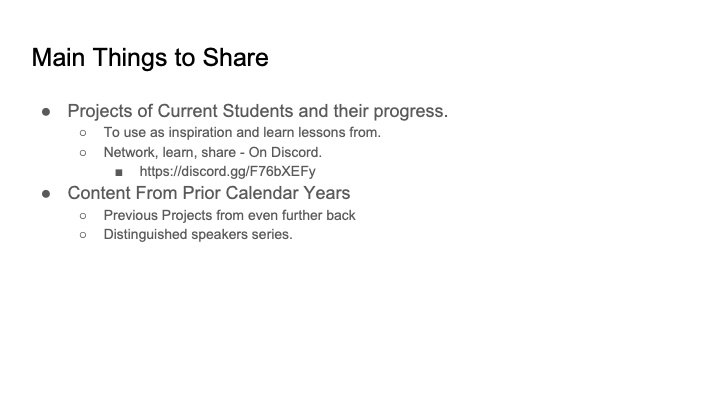 Main Things to Share
● Projects of Current Students and their progress.
○ To use as inspiration and learn lessons from.
○ Network, learn, share - On Discord.
■ https://discord.gg/F76bXEFy
● Content From Prior Calendar Years
○ Previous Projects from even further back
○ Distinguished speakers series.